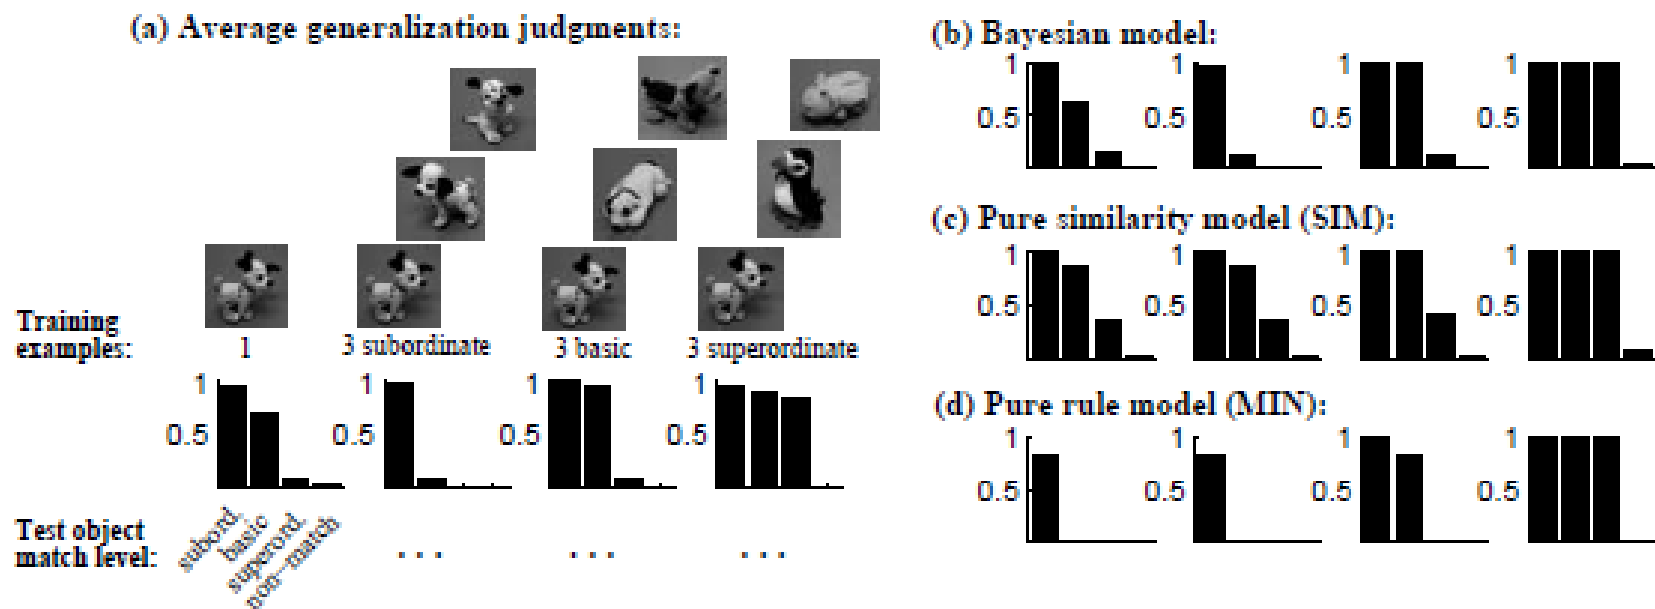 (a) Average generalization judgments:
Training
examples:
1
3 subordinate
3 basic
3 superordinate
1
0.5
1
0.5
1
0.5
1
0.5
Test object
match level:
subord.
basic
superord.
non-match
. . .
. . .
. . .
(b) Bayesian model:
1
0.5
1
0.5
1
0.5
1
0.5
(c) Pure similarity model (SIM):
1
0.5
1
0.5
1
0.5
1
0.5
(d) Pure rule model (MIN):
1
0.5
1
0.5
1
0.5
1
0.5